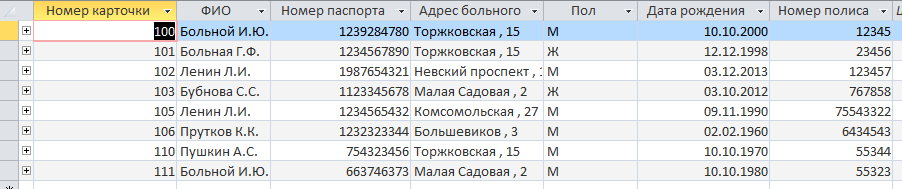 Номер карточки ФИО Номер паспорта Адрес больного Пол Дата рождения Номер полиса
100 Больной И.Ю. 1239284780 Торжковская , 15 М 10.10.2000 12345
101 Больная Г.Ф. 1234567890 Торжковская , 15 Ж 12.12.1998 23456
102 Ленин Л.И. 1987654321 Невский проспект , 1 М 03.12.2013 123457
103 Бубнова С.С. 1123345678 Малая Садовая , 2 Ж 03.10.2012 767858
105 Ленин Л.И. 1234565432 Комсомольская , 27 М 09.11.1990 75543322
106 Прутков К.К. 1232323344 Большевиков , 3 М 02.02.1960 6434543
110 Пушкин А.С. 754323456 Торжковская , 15 М 10.10.1970 55344
111 Больной И.Ю. 663746373 Малая Садовая , 2 М 10.10.1980 55323